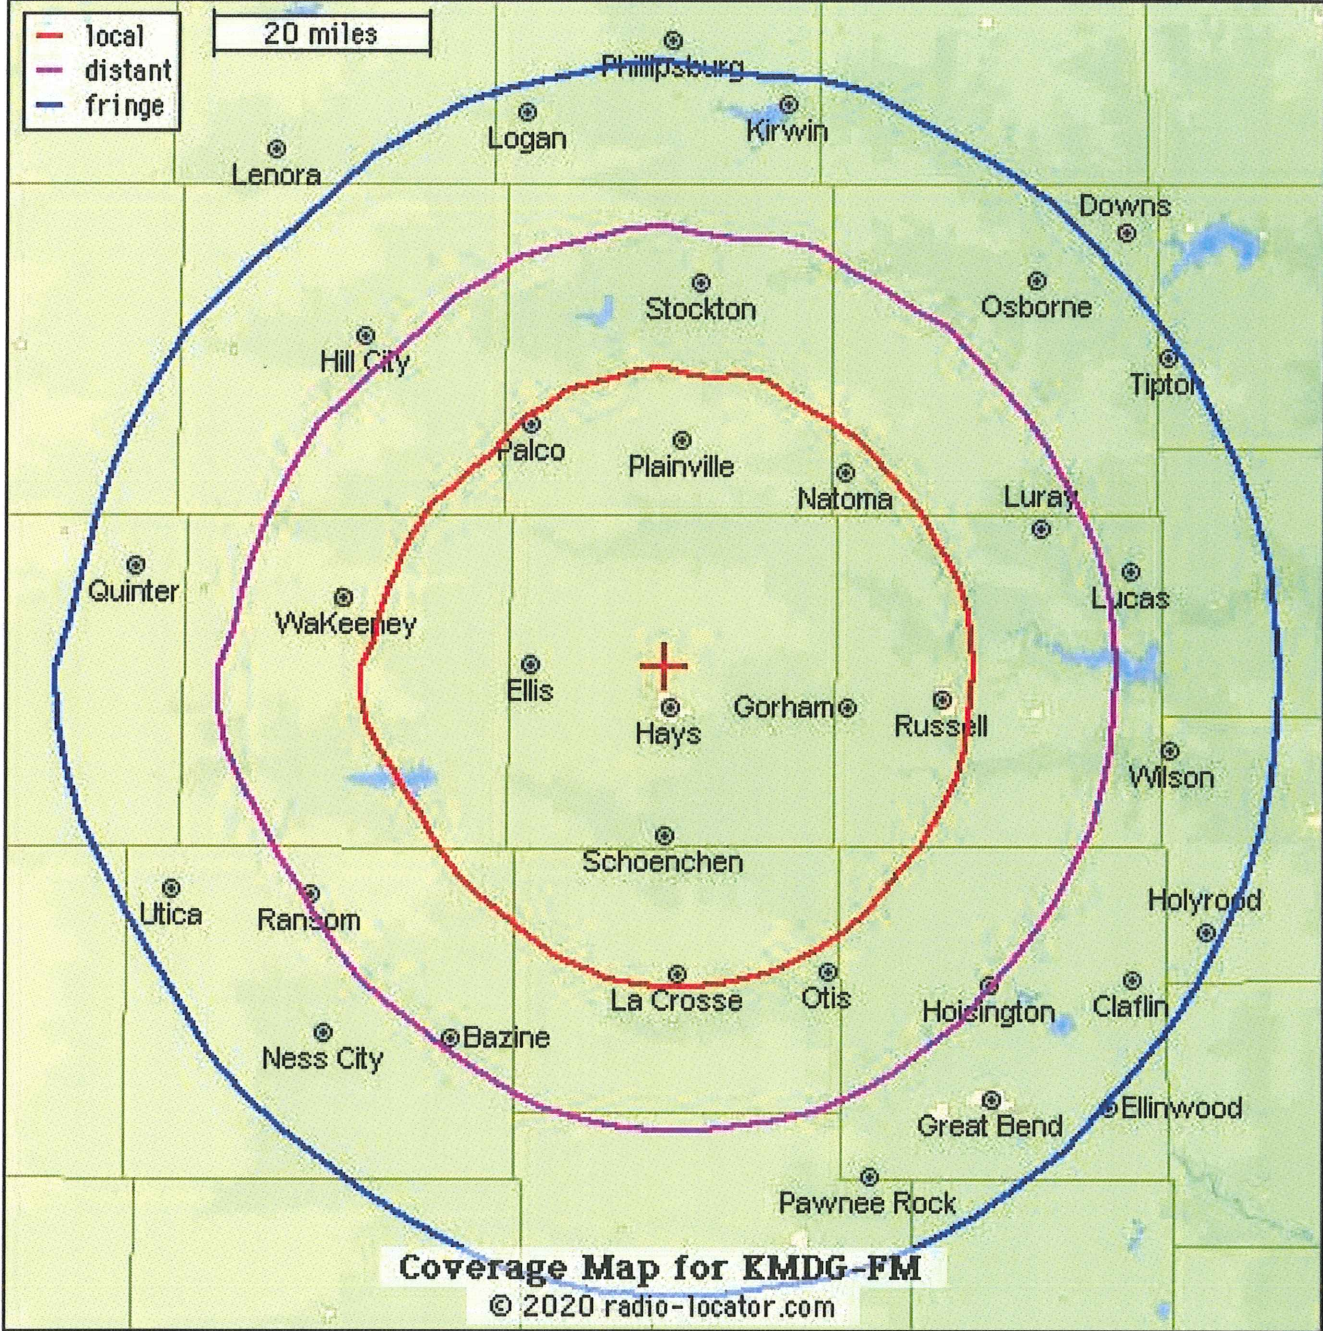 local
20 miles
distant
fringe
Phillipsburg
Logan
Kirwin
Lenora
Downs
Stockton
Osborne
Hill City
Tipton
Palco
Plainville
Natoma
Luray
Quinter
WaKeeney
Lucas
Ellis
Hays
Gorham
Russell
Wilson
Schoenchen
Utica
Ransom
Holyrood
La Crosse
Otis
Hoisington
Claflin
Ness City
Bazine
Great Bend
Ellinwood
Pawnee Rock
Coverage Map for KMDG-FM
© 2020 radio-locator.com